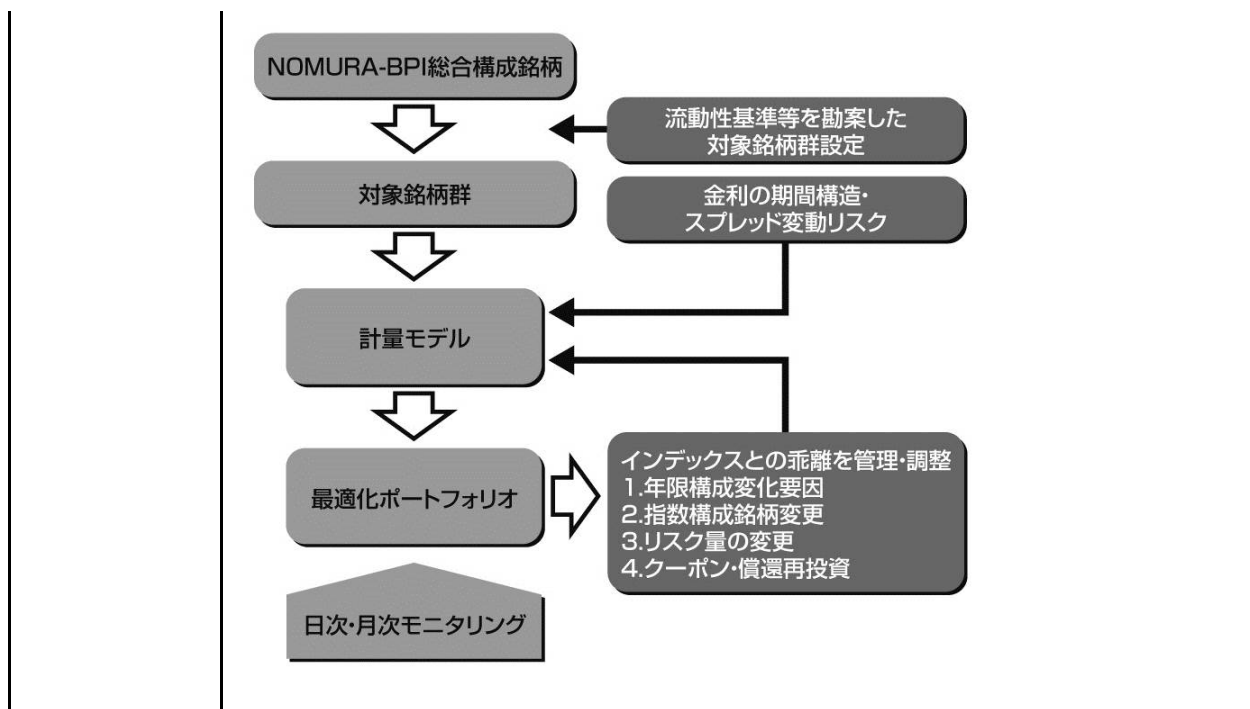 NOMURA-BPI総合構成銘柄
流動性基準等を勘案した
対象銘柄群設定
対象銘柄群
金利の期間構造・
スプレッド変動リスク
計量モデル
最適化ポートフォリオ
インデックスとの乖離を管理・調整
1.年限構成変化要因
2.指数構成銘柄変更
3.リスク量の変更
4.クーポン・償還再投資
日次・月次モニタリング